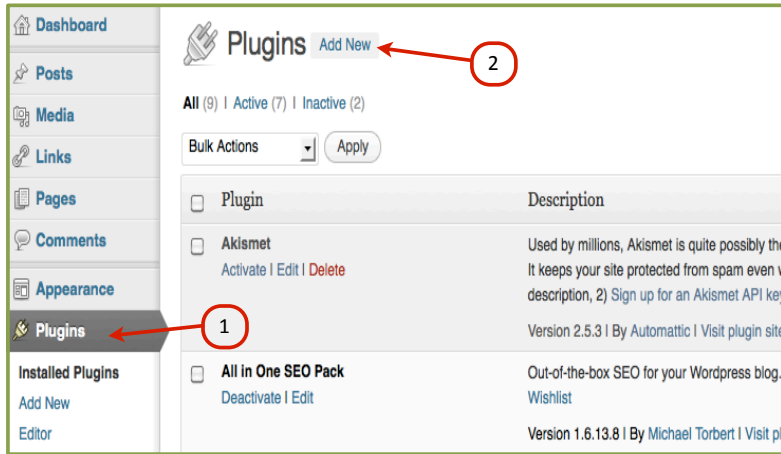 Dashboard
Posts
Media
Links
Pages
Comments
Appearance
Plugins
Installed Plugins
Add New
Editor
1
Plugins Add New
2
All (9) | Active (7) | Inactive (2)
Bulk Actions Apply
Plugin Description
Akismet
Activate | Edit | Delete
Used by millions, Akismet is quite possibly the
It keeps your site protected from spam even
description, 2) Sign up for an Akismet API key
Version 2.5.3 | By Automattic | Visit plugin site
All in One SEO Pack
Deactivate | Edit
Out-of-the-box SEO for your Wordpress blog.
Wishlist
Version 1.6.13.8 | By Michael Torbert | Visit